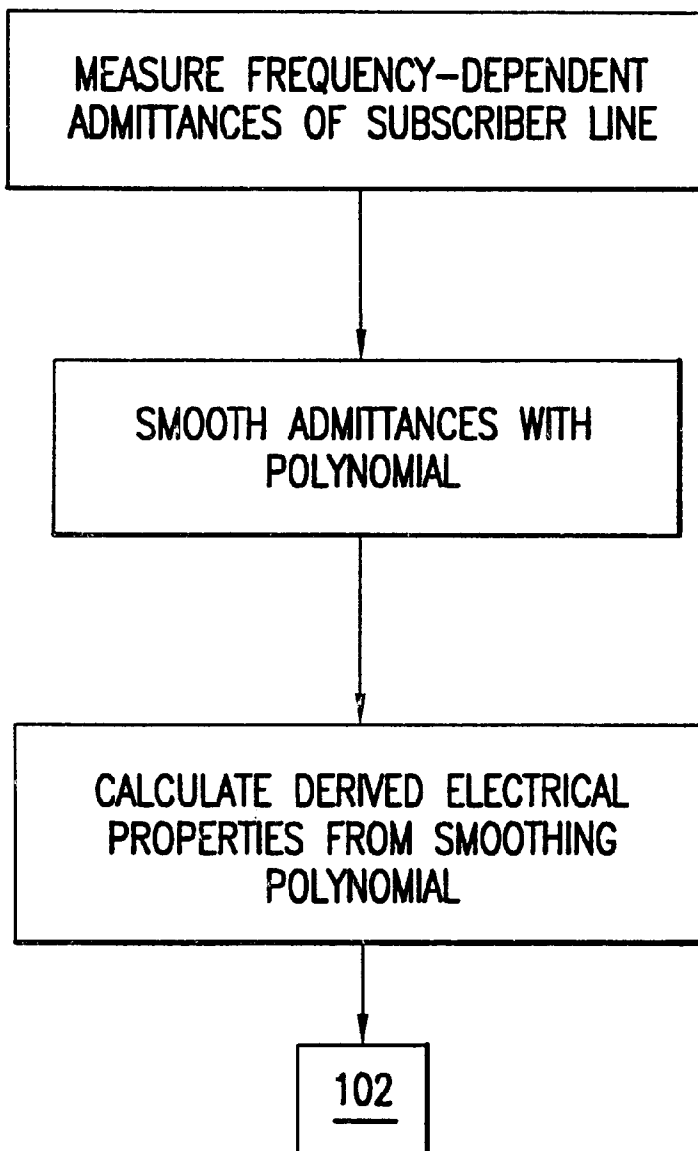 MEASURE FREQUENCY-DEPENDENT
ADMITTANCES OF SUBSCRIBER LINE
SMOOTH ADMITTANCES WITH
POLYNOMIAL
CALCULATE DERIVED ELECTRICAL
PROPERTIES FROM SMOOTHING
POLYNOMIAL
102